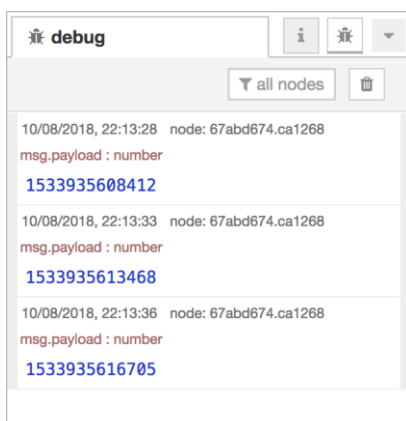 debug
all nodes
10/08/2018, 22:13:28 node: 67abd674.ca1268
msg.payload : number
1533935608412
10/08/2018, 22:13:33 node: 67abd674.ca1268
msg.payload : number
1533935613468
10/08/2018, 22:13:36 node: 67abd674.ca1268
msg.payload : number
1533935616705